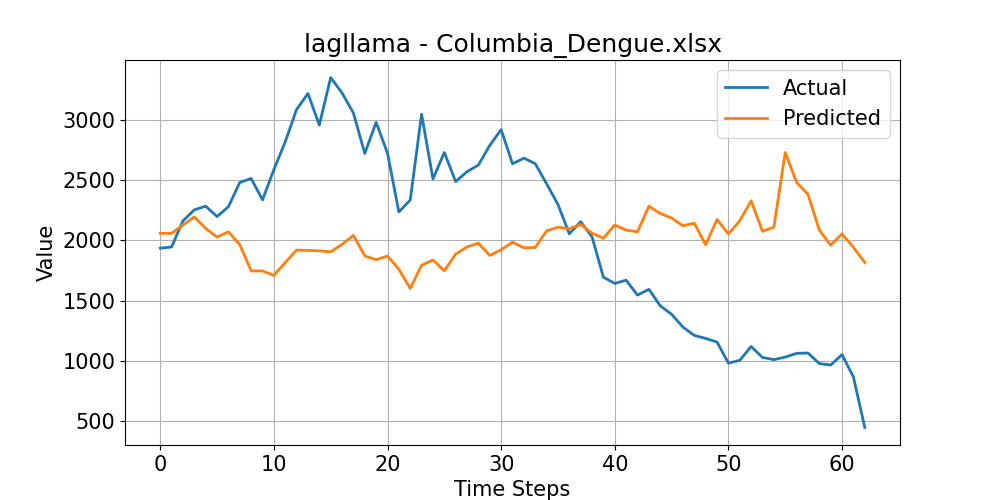 lagllama - Columbia_Dengue.xlsx
Actual
Predicted
Value
3000
2500
2000
1500
1000
500
0 10 20 30 40 50 60
Time Steps